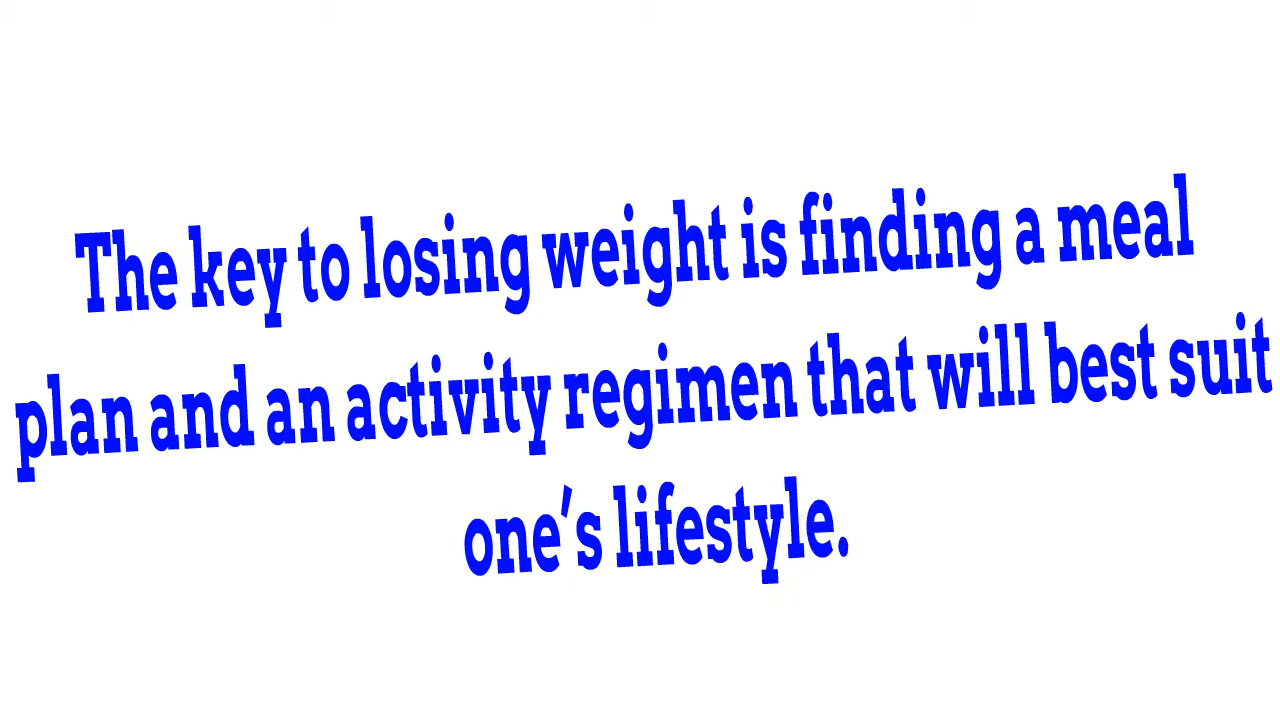 The key to losing weight is finding a meal
plan and an activity regimen that will best suit
one's lifestyle.